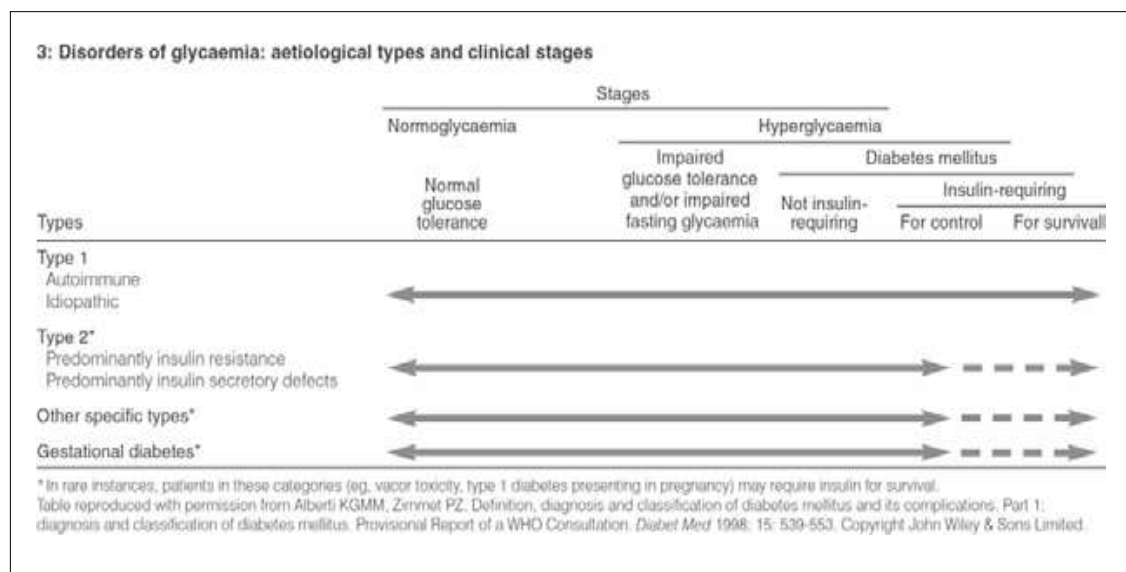 3: Disorders of glycaemia: aetiological types and clinical stages
Stages
Normoglycaemia Hyperglycaemia
Impaired
glucose tolerance
and/or impaired
fasting glycaemia
Diabetes mellitus
Normal
glucose
tolerance
Not insulin-
requiring
Insulin-requiring
Types For control For survivall
Type 1
Autoimmune
Idiopathic
Type 2*
Predominantly insulin resistance
Predominantly insulin secretory defects
Other specific types*
Gestational diabetes*
* In rare instances, patients in these categories (eg, vacor toxicity, type 1 diabetes presenting in pregnancy) may require insulin for survival.
Table reproduced with permission from Alberti KGMM, Zimmet PZ. Definition, diagnosis and classification of diabetes mellitus and its complications. Part 1:
diagnosis and classification of diabetes mellitus. Provisional Report of a WHO Consultation. Diabet Med 1998; 15: 539-553. Copyright John Wiley & Sons Limited.